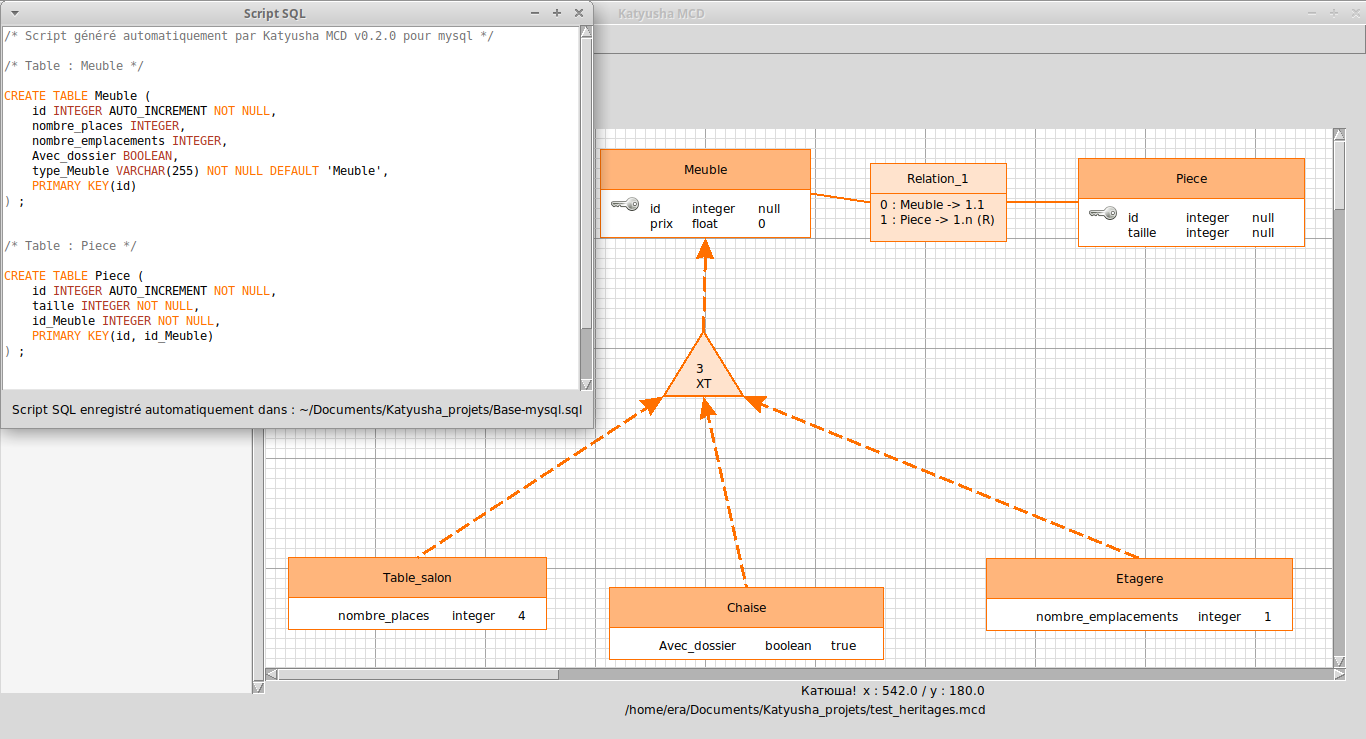 Script SQL
Katyusha MCD
/* Script généré automatiquement par Katyusha MCD v0.2.0 pour mysql */
/* Table : Meuble */
CREATE TABLE Meuble (
id INTEGER AUTO_INCREMENT NOT NULL,
nombre_places INTEGER,
nombre_emplacements INTEGER,
Avec_dossier BOOLEAN,
type_Meuble VARCHAR(255) NOT NULL DEFAULT 'Meuble',
PRIMARY KEY(id)
) ;
/* Table : Piece */
CREATE TABLE Piece (
id INTEGER AUTO_INCREMENT NOT NULL,
taille INTEGER NOT NULL,
id_Meuble INTEGER NOT NULL,
PRIMARY KEY(id, id_Meuble)
) ;
Script SQL enregistré automatiquement dans : ~/Documents/Katyusha_projets/Base-mysql.sql
Meuble
id integer null
prix float 0
Relation_1
0 : Meuble -> 1.1
1 : Piece -> 1.n (R)
Piece
id integer null
taille integer null
3
XT
Table_salon
nombre_places integer 4
Chaise
Avec_dossier boolean true
Etagere
nombre_emplacements integer 1
Катюша! x : 542.0 / y : 180.0
/home/era/Documents/Katyusha_projets/test_heritages.mcd